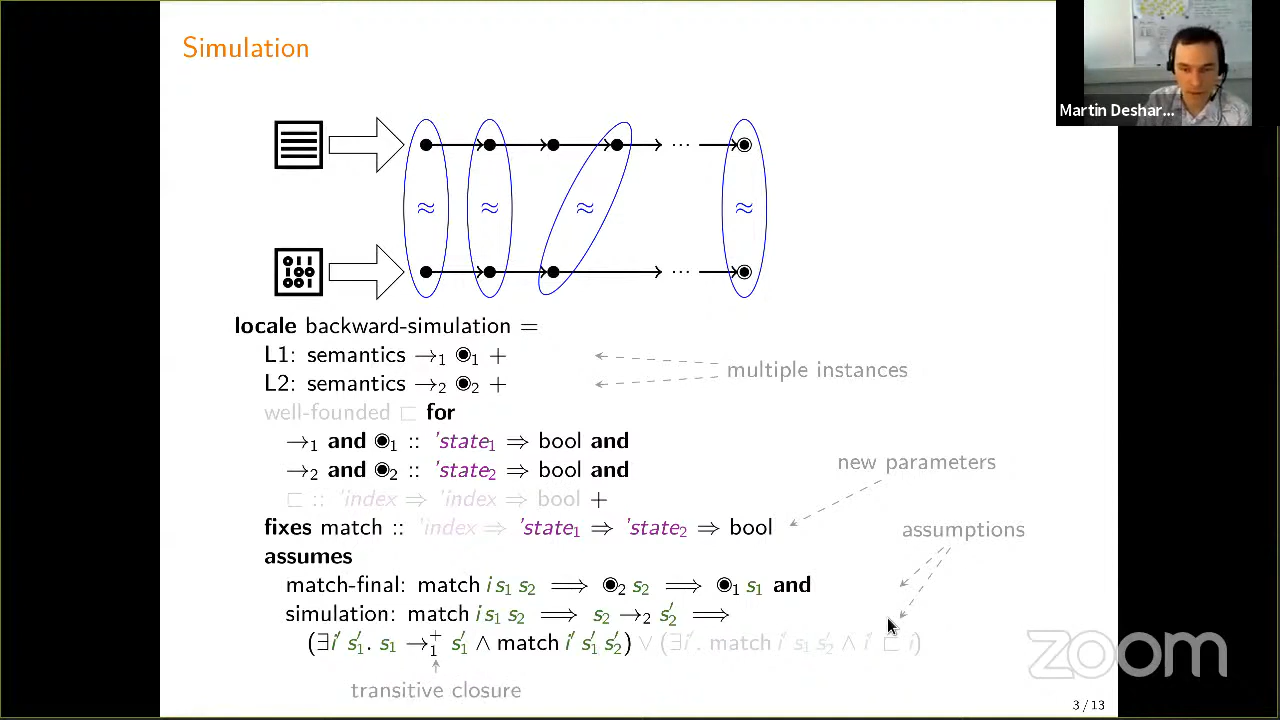 Simulation
Martin Deshar...
≈ ≈ ≈ ≈
... 
...
locale backward-simulation =
L1: semantics →₁ ◉₁ +
L2: semantics →₂ ◉₂ +
multiple instances
well-founded ⊏ for
→₁ and ◉₁ :: 'state₁ ⇒ bool and
→₂ and ◉₂ :: 'state₂ ⇒ bool and
new parameters
⊏ :: 'index ⇒ 'index ⇒ bool +
fixes match :: 'index ⇒ 'state₁ ⇒ 'state₂ ⇒ bool
assumptions
assumes
match-final: match i s₁ s₂ ⟹ ◉₂ s₂ ⟹ ◉₁ s₁ and
simulation: match i s₁ s₂ ⟹ s₂ →₂ s₂′ ⟹
(∃i′ s₁′. s₁ →₁⁺ s₁′ ∧ match i′ s₁′ s₂′) ∨ (∃i′. match i′ s₁ s₂′ ∧ i′ ⊏ i)
transitive closure
zoom
3 / 13